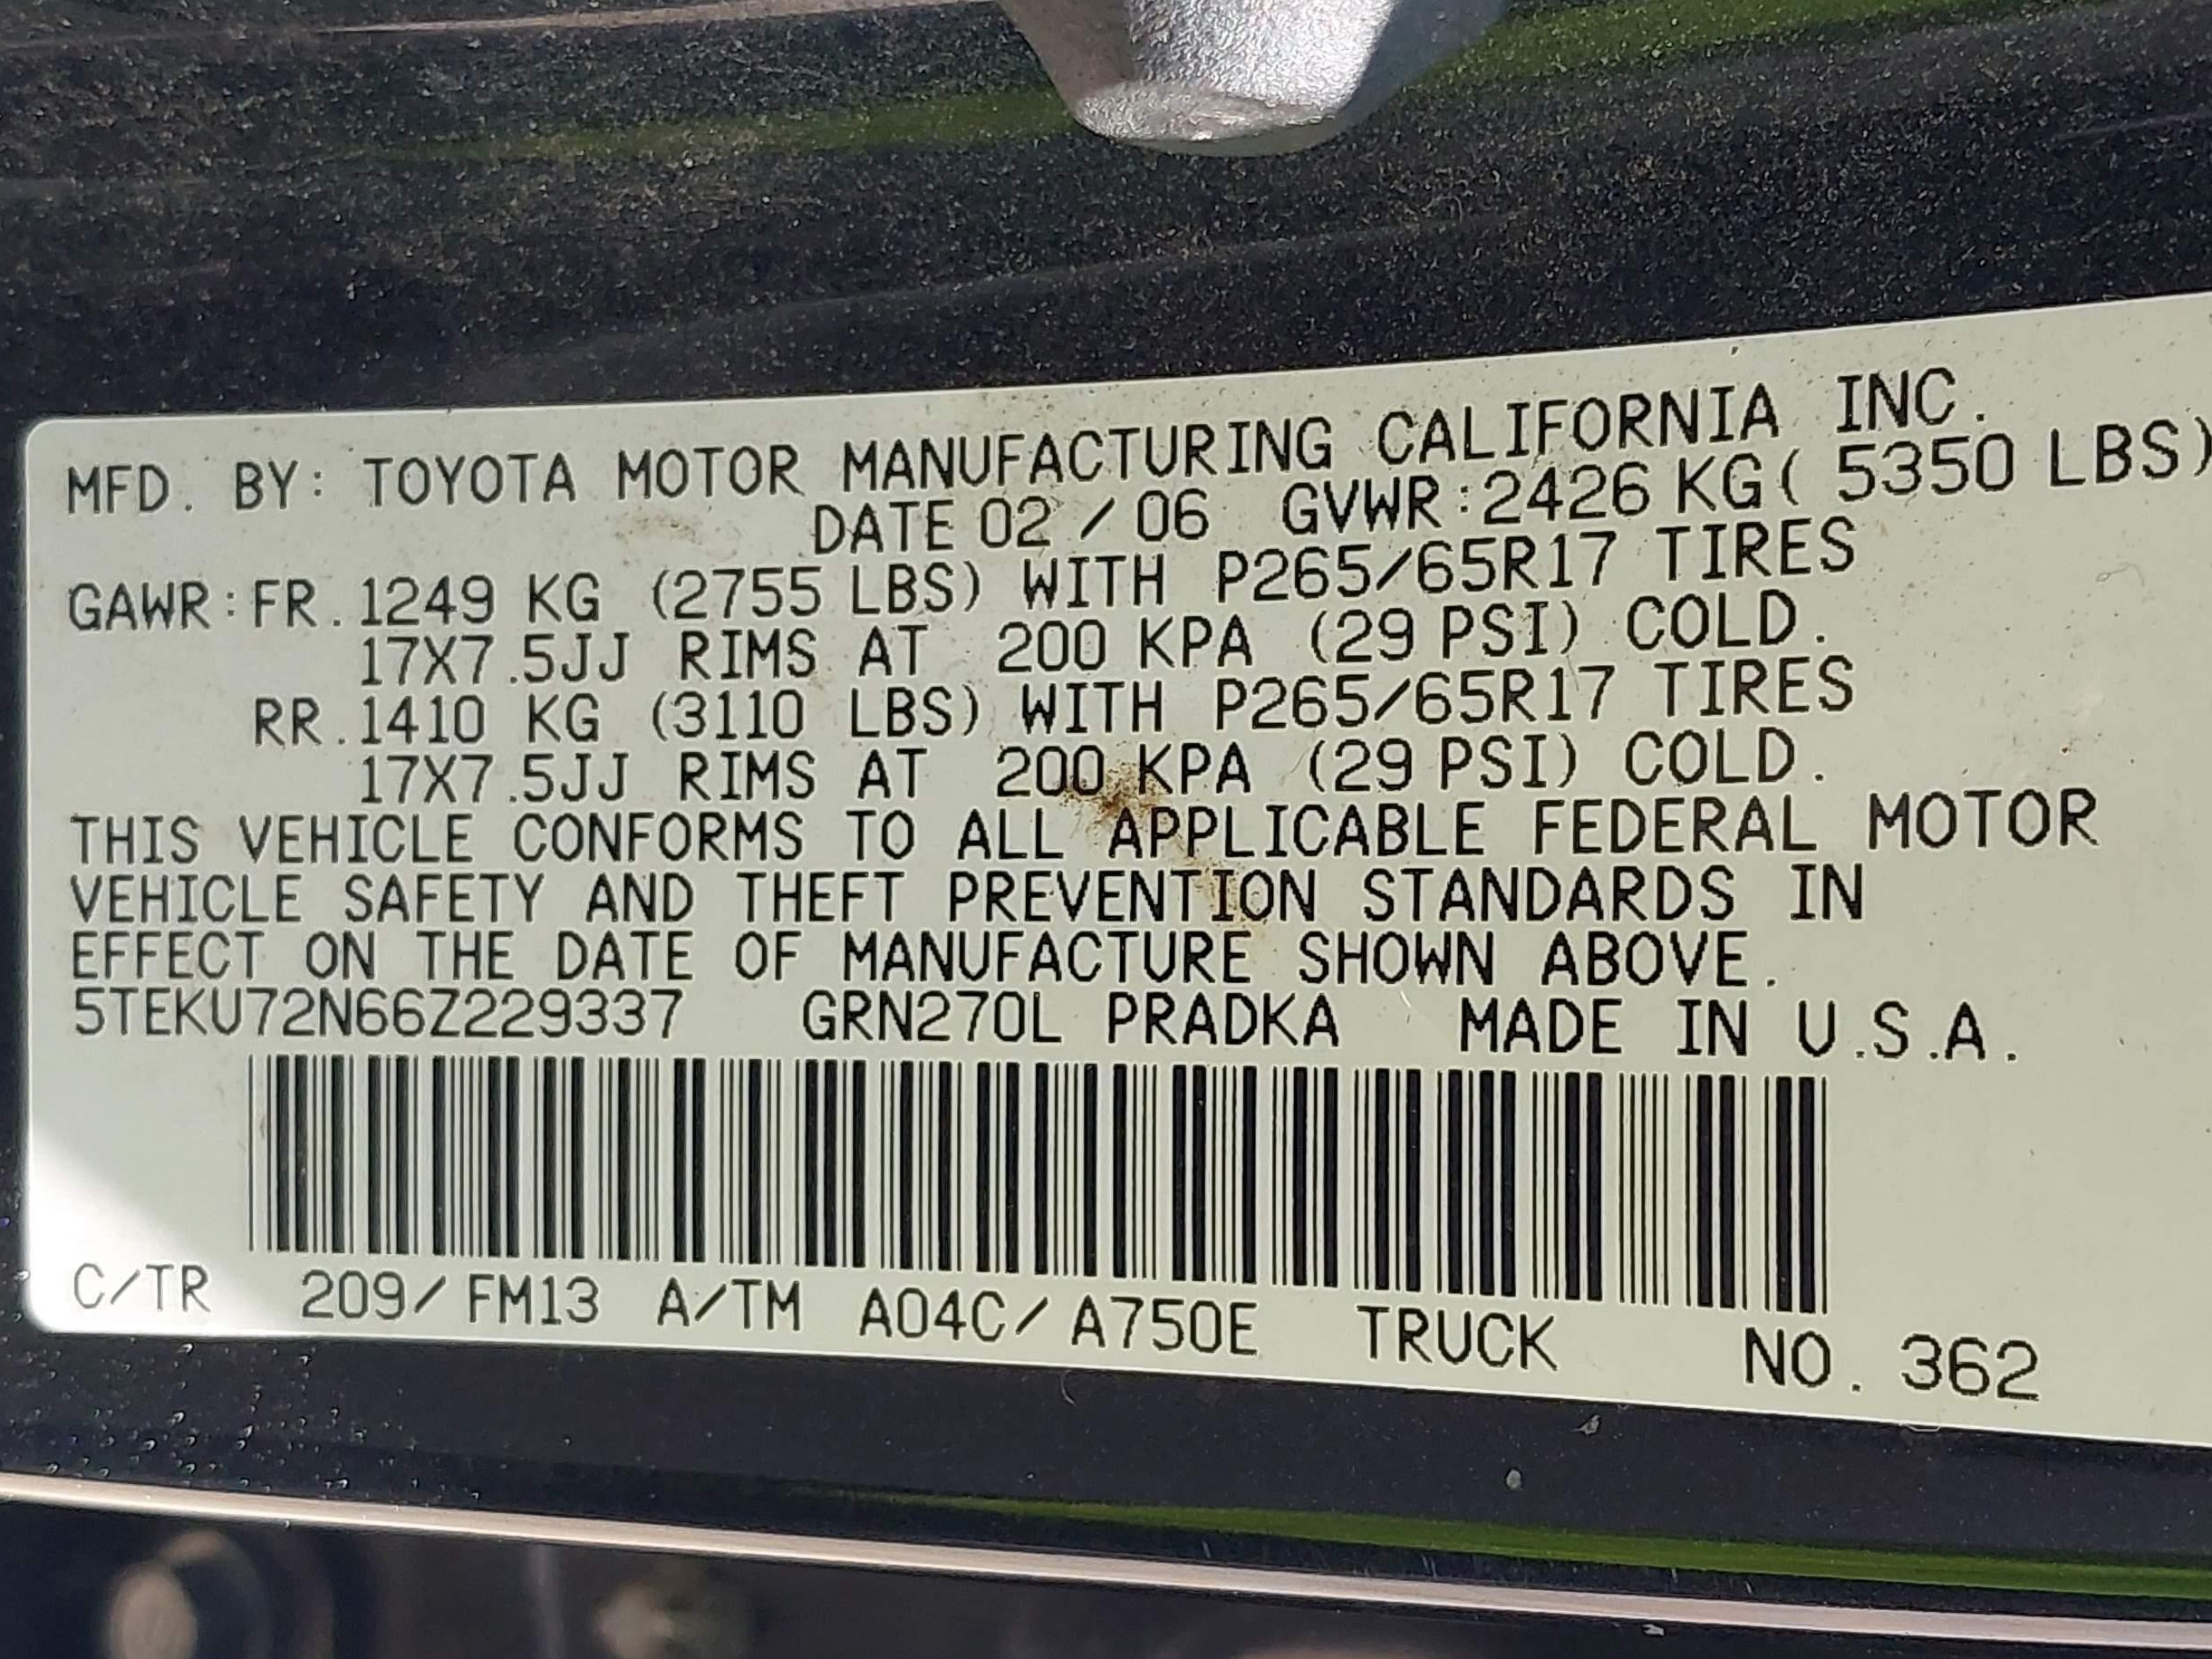 MFD. BY: TOYOTA MOTOR MANUFACTURING CALIFORNIA INC.
DATE 02 / 06 GVWR:2426 KG( 5350 LBS)
GAWR:FR.1249 KG (2755 LBS) WITH P265/65R17 TIRES
17X7.5JJ RIMS AT 200 KPA (29 PSI) COLD.
RR.1410 KG (3110 LBS) WITH P265/65R17 TIRES
17X7.5JJ RIMS AT 200 KPA (29 PSI) COLD.
THIS VEHICLE CONFORMS TO ALL APPLICABLE FEDERAL MOTOR
VEHICLE SAFETY AND THEFT PREVENTION STANDARDS IN
EFFECT ON THE DATE OF MANUFACTURE SHOWN ABOVE.
5TEKU72N66Z229337 GRN270L PRADKA MADE IN U.S.A.
C/TR 209/FM13 A/TM A04C/A750E TRUCK NO. 362